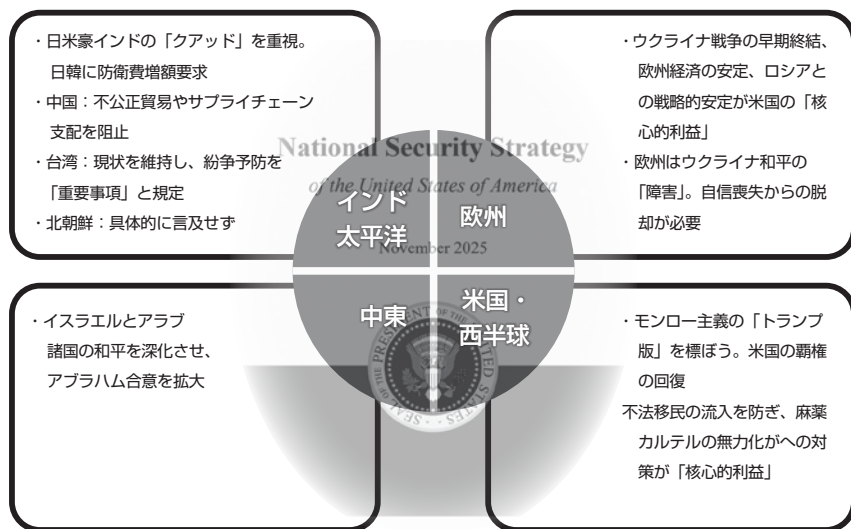 ・日米豪インドの「クアッド」を重視。
日韓に防衛費増額要求
・中国：不公正貿易やサプライチェーン
支配を阻止
・台湾：現状を維持し、紛争予防を
「重要事項」と規定
・北朝鮮：具体的に言及せず
・ウクライナ戦争の早期終結、
欧州経済の安定、ロシアと
の戦略的安定が米国の「核
心的利益」
・欧州はウクライナ和平の
「障害」。自信喪失からの脱
却が必要
National Security Strategy
of the United States of America
インド
太平洋
欧州
November 2025
中東
米国・
西半球
SEAL OF THE PRESIDENT OF THE UNITED STATES
・イスラエルとアラブ
諸国の和平を深化させ、
アブラハム合意を拡大
・モンロー主義の「トランプ
版」を標ぼう。米国の覇権
の回復
不法移民の流入を防ぎ、麻薬
カルテルの無力化がへの対
策が「核心的利益」